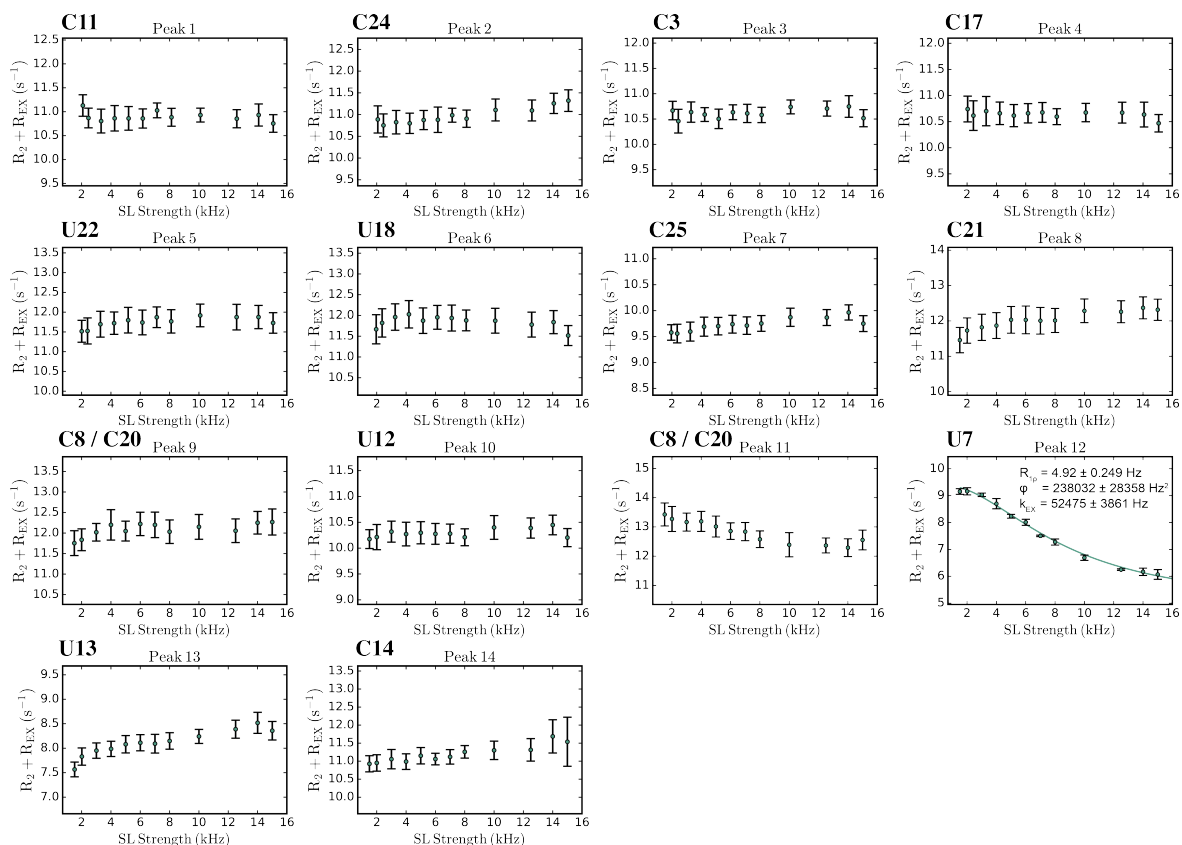 C11 Peak 1
12.5
12.0
11.5
11.0
10.5
10.0
9.5
R2 + REX (s−1)
2 4 6 8 10 12 14 16
SL Strength (kHz)
C24 Peak 2
12.5
12.0
11.5
11.0
10.5
10.0
9.5
R2 + REX (s−1)
2 4 6 8 10 12 14 16
SL Strength (kHz)
C3 Peak 3
12.0
11.5
11.0
10.5
10.0
9.5
R2 + REX (s−1)
2 4 6 8 10 12 14 16
SL Strength (kHz)
C17 Peak 4
12.0
11.5
11.0
10.5
10.0
9.5
R2 + REX (s−1)
2 4 6 8 10 12 14 16
SL Strength (kHz)
U22 Peak 5
13.5
13.0
12.5
12.0
11.5
11.0
10.5
10.0
R2 + REX (s−1)
2 4 6 8 10 12 14 16
SL Strength (kHz)
U18 Peak 6
13.5
13.0
12.5
12.0
11.5
11.0
10.5
R2 + REX (s−1)
2 4 6 8 10 12 14 16
SL Strength (kHz)
C25 Peak 7
11.0
10.5
10.0
9.5
9.0
8.5
R2 + REX (s−1)
2 4 6 8 10 12 14 16
SL Strength (kHz)
C21 Peak 8
14
13
12
11
10
R2 + REX (s−1)
2 4 6 8 10 12 14 16
SL Strength (kHz)
C8 / C20 Peak 9
13.5
13.0
12.5
12.0
11.5
11.0
10.5
R2 + REX (s−1)
2 4 6 8 10 12 14 16
SL Strength (kHz)
U12 Peak 10
11.5
11.0
10.5
10.0
9.5
9.0
R2 + REX (s−1)
2 4 6 8 10 12 14 16
SL Strength (kHz)
C8 / C20 Peak 11
15
14
13
12
11
R2 + REX (s−1)
2 4 6 8 10 12 14 16
SL Strength (kHz)
U7 Peak 12
R1ρ = 4.92 ± 0.249 Hz
φ = 238032 ± 28358 Hz2
kEX = 52475 ± 3861 Hz
10
9
8
7
6
5
R2 + REX (s−1)
2 4 6 8 10 12 14 16
SL Strength (kHz)
U13 Peak 13
9.5
9.0
8.5
8.0
7.5
7.0
R2 + REX (s−1)
2 4 6 8 10 12 14 16
SL Strength (kHz)
C14 Peak 14
13.5
13.0
12.5
12.0
11.5
11.0
10.5
10.0
R2 + REX (s−1)
2 4 6 8 10 12 14 16
SL Strength (kHz)